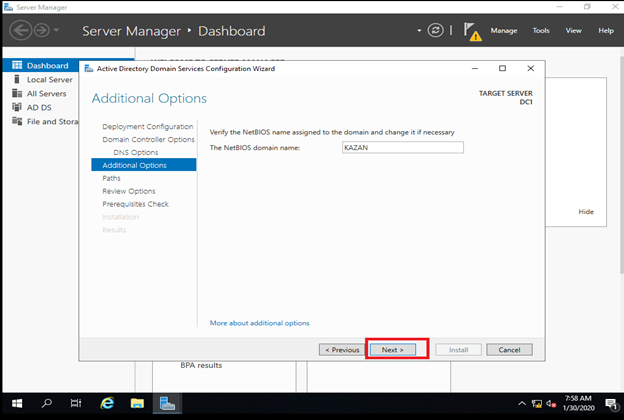 Server Manager
Server Manager • Dashboard
Manage Tools View Help
Dashboard
Local Server
All Servers
AD DS
File and Stora
Active Directory Domain Services Configuration Wizard
Additional Options
TARGET SERVER
DC1
Deployment Configuration
Domain Controller Options
DNS Options
Additional Options
Paths
Review Options
Prerequisites Check
Installation
Results
Verify the NetBIOS name assigned to the domain and change it if necessary
The NetBIOS domain name: KAZAN
More about additional options
Hide
< Previous Next > Install Cancel
BPA results
7:58 AM
1/30/2020